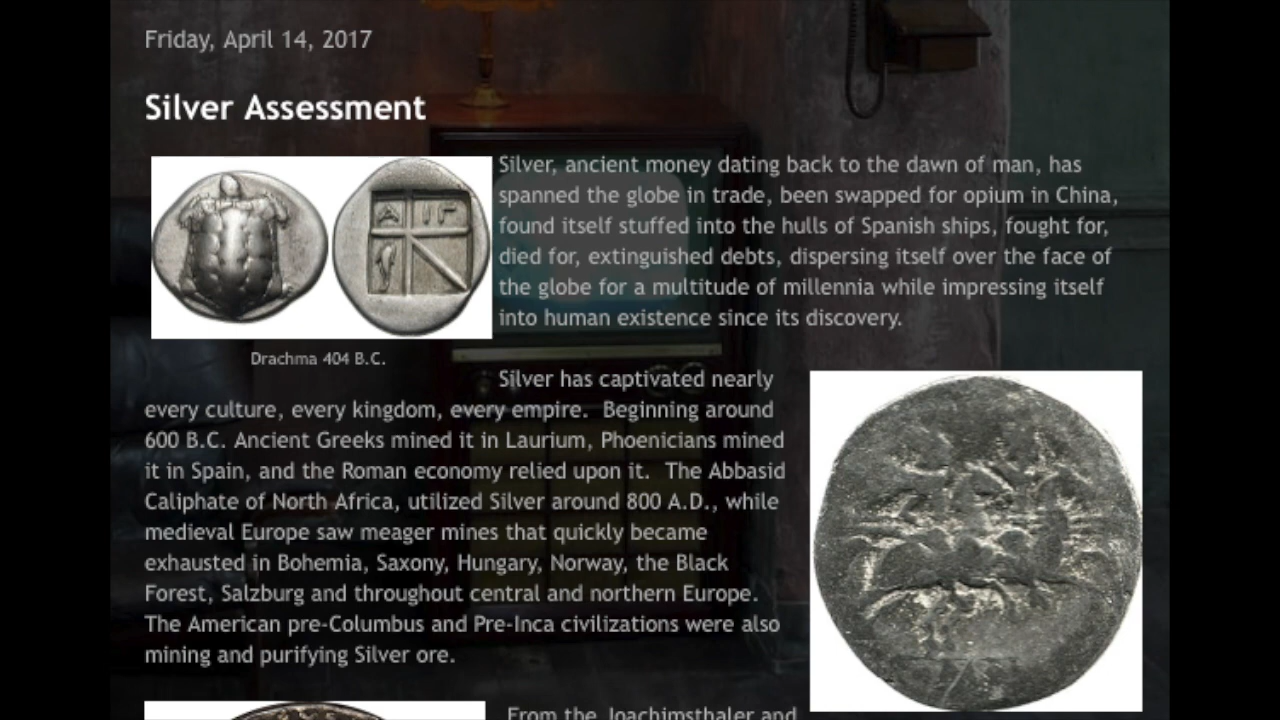 Friday, April 14, 2017
Silver Assessment
Silver, ancient money dating back to the dawn of man, has
spanned the globe in trade, been swapped for opium in China,
found itself stuffed into the hulls of Spanish ships, fought for,
died for, extinguished debts, dispersing itself over the face of
the globe for a multitude of millennia while impressing itself
into human existence since its discovery.
Drachma 404 B.C.
Silver has captivated nearly
every culture, every kingdom, every empire.  Beginning around
600 B.C. Ancient Greeks mined it in Laurium, Phoenicians mined
it in Spain, and the Roman economy relied upon it.  The Abbasid
Caliphate of North Africa, utilized Silver around 800 A.D., while
medieval Europe saw meager mines that quickly became
exhausted in Bohemia, Saxony, Hungary, Norway, the Black
Forest, Salzburg and throughout central and northern Europe.
The American pre-Columbus and Pre-Inca civilizations were also
mining and purifying Silver ore.
From the Joachimsthaler and